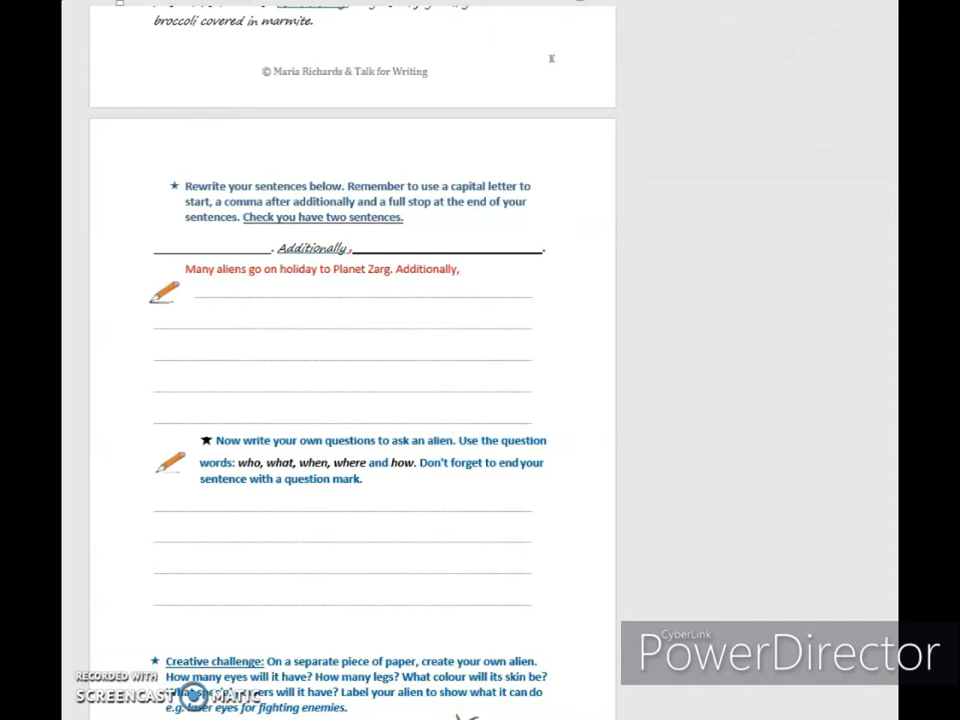 broccoli covered in marmite.
© Maria Richards & Talk for Writing
★ Rewrite your sentences below. Remember to use a capital letter to
start, a comma after additionally and a full stop at the end of your
sentences. Check you have two sentences.
____________________. Additionally, ______________________________.
Many aliens go on holiday to Planet Zarg. Additionally,
★ Now write your own questions to ask an alien. Use the question
words: who, what, when, where and how. Don't forget to end your
sentence with a question mark.
★ Creative challenge: On a separate piece of paper, create your own alien.
How many eyes will it have? How many legs? What colour will its skin be?
will it have? Label your alien to show what it can do
e.g. laser eyes for fighting enemies.
RECORDED WITH
SCREENCAST MATIC
CyberLink
PowerDirector